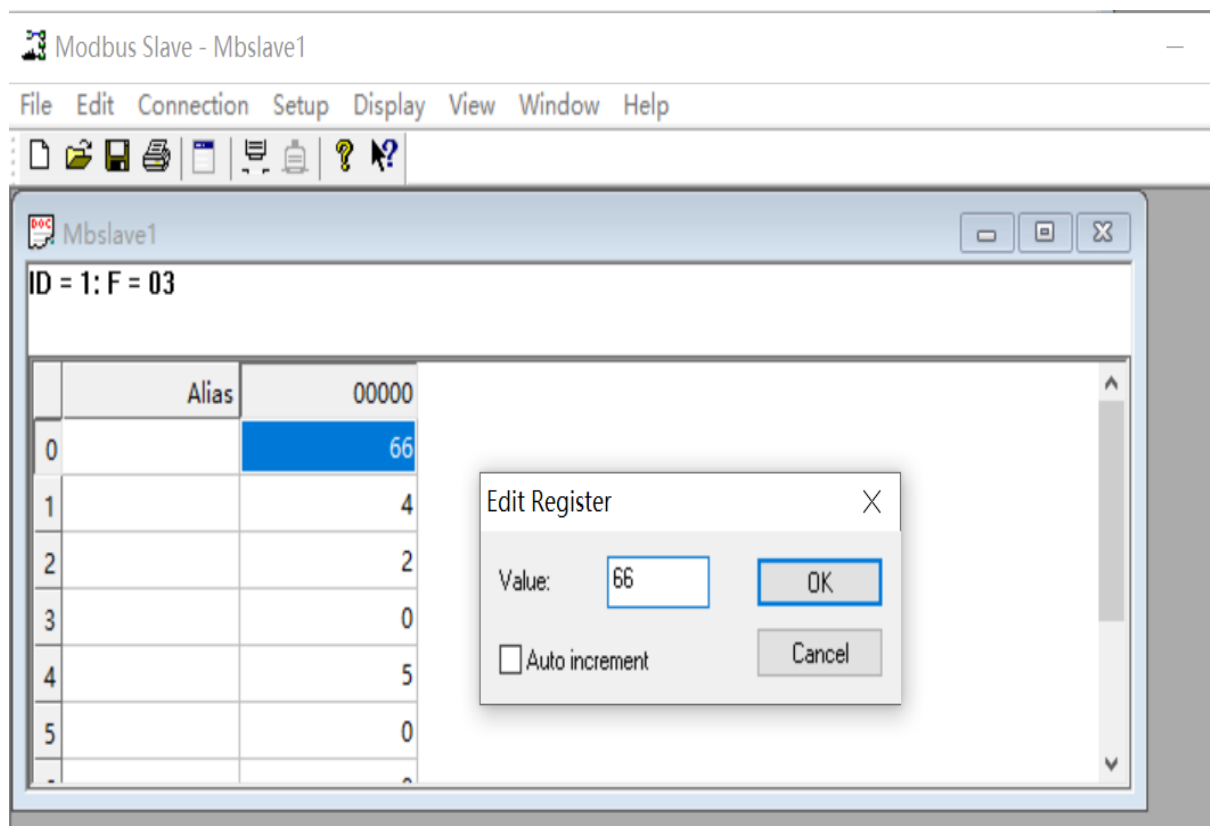 Modbus Slave - Mbslave1
File Edit Connection Setup Display View Window Help
Mbslave1
ID = 1: F = 03
Alias 00000
0 66
1 4
2 2
3 0
4 5
5 0
Edit Register
Value: 66 OK
Auto increment Cancel